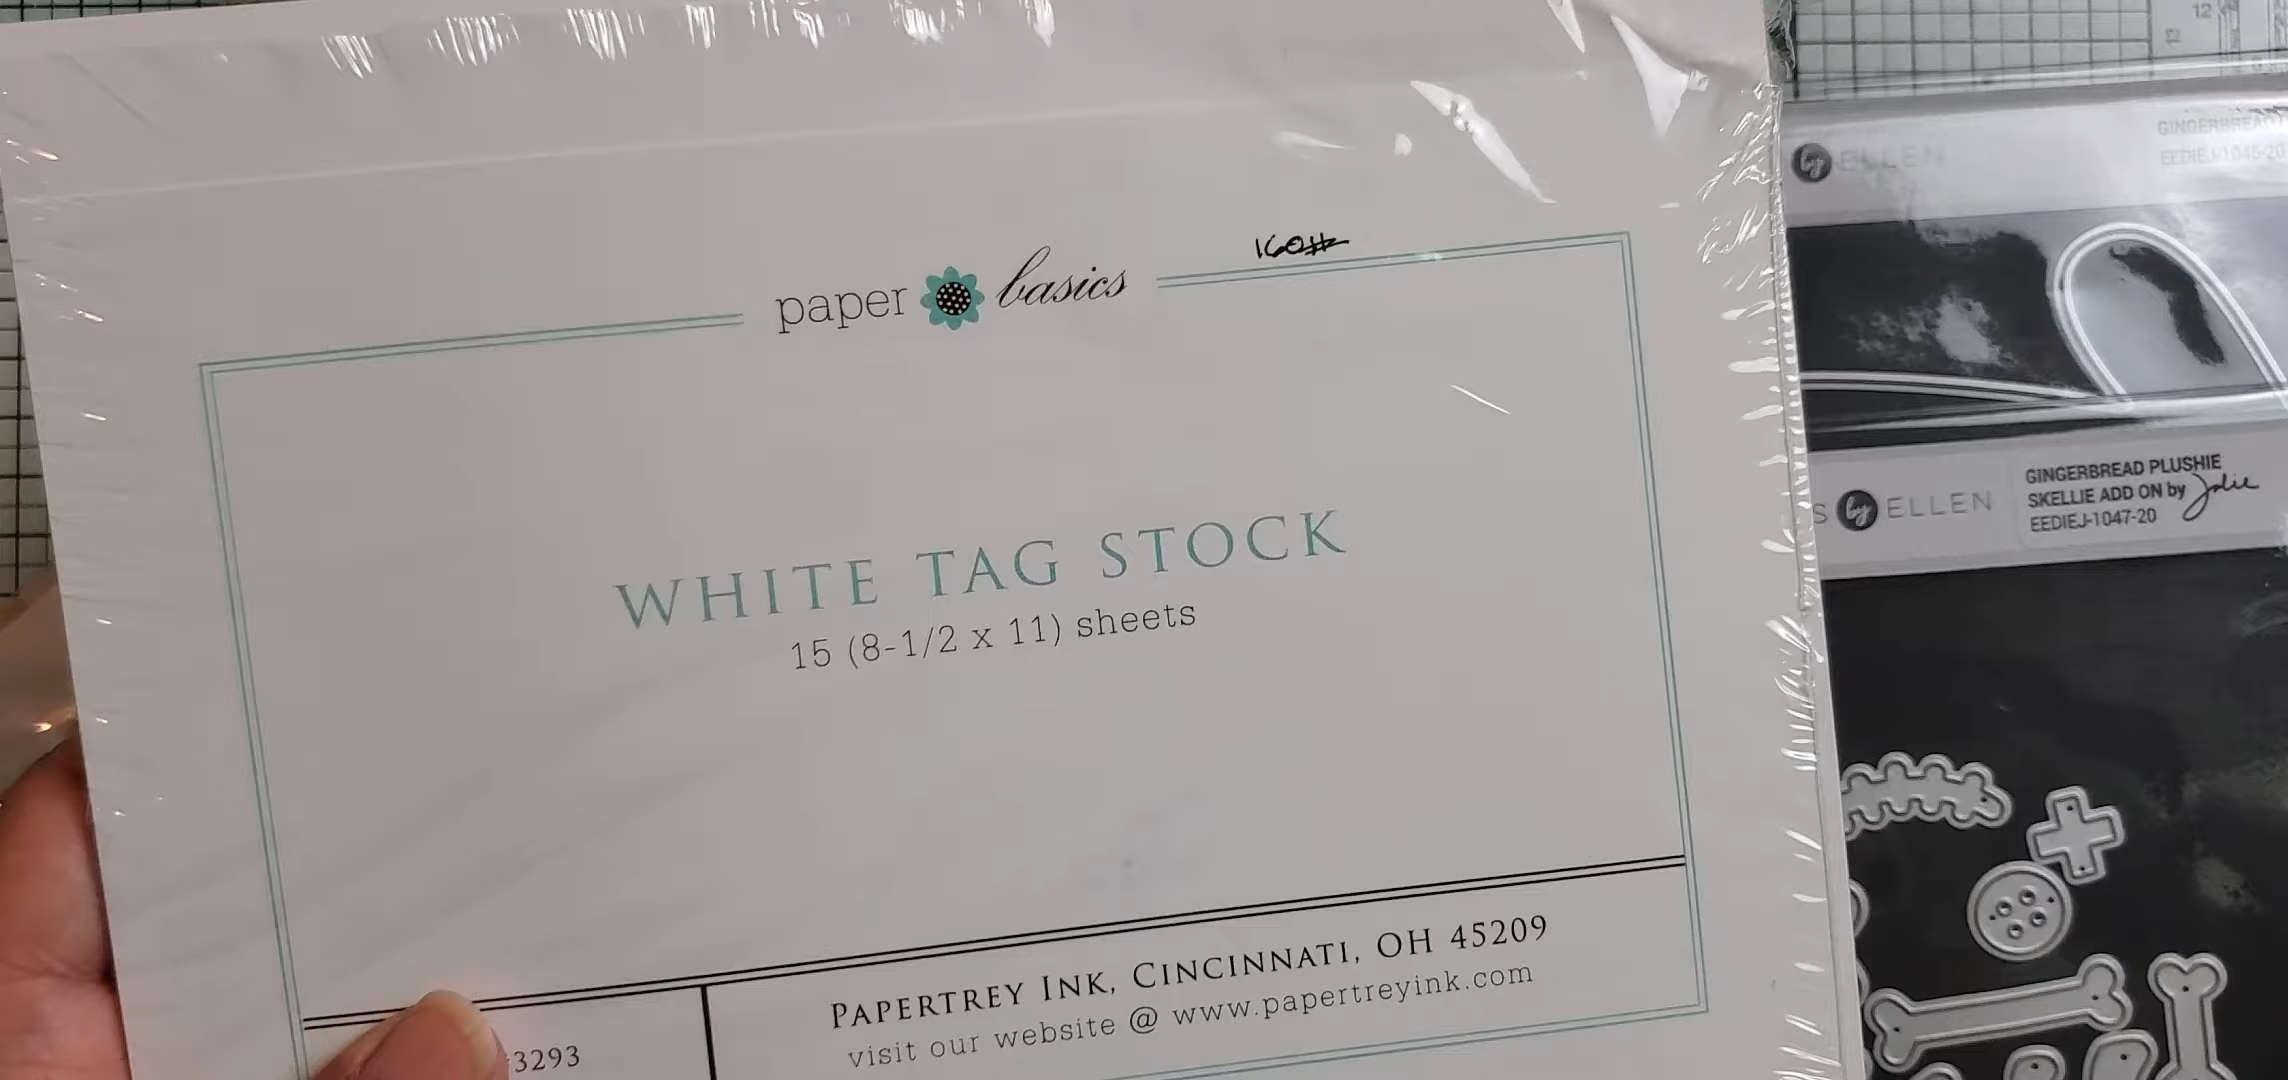 160#
paper basics
WHITE TAG STOCK
15 (8-1/2 x 11) sheets
PAPERTREY INK, CINCINNATI, OH 45209
visit our website @ www.papertreyink.com
3293
12
by ELLEN
GINGERBREAD
EEDIEJ-1045-20
S by ELLEN
GINGERBREAD PLUSHIE
SKELLIE ADD ON by Jolie
EEDIEJ-1047-20